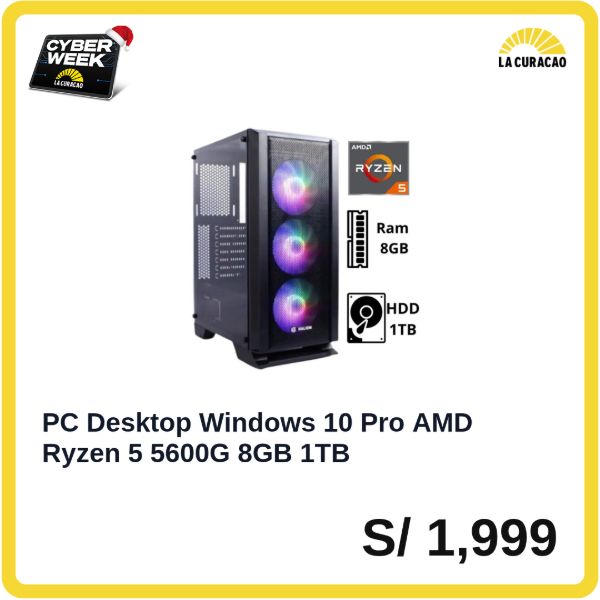 CYBER
WEEK
LA CURACAO
LA CURACAO
AMD
RYZEN
5
Ram
8GB
HDD
1TB
PC Desktop Windows 10 Pro AMD
Ryzen 5 5600G 8GB 1TB
S/ 1,999